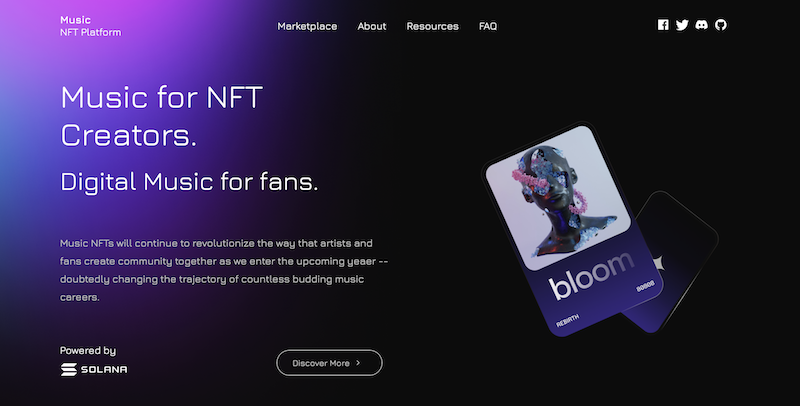 Music
NFT Platform
Marketplace About Resources FAQ
Music for NFT
Creators.
Digital Music for fans.
Music NFTs will continue to revolutionize the way that artists and
fans create community together as we enter the upcoming yeaer --
doubtedly changing the trajectory of countless budding music
careers.
Powered by
SOLANA
Discover More
bloom
REBIRTH